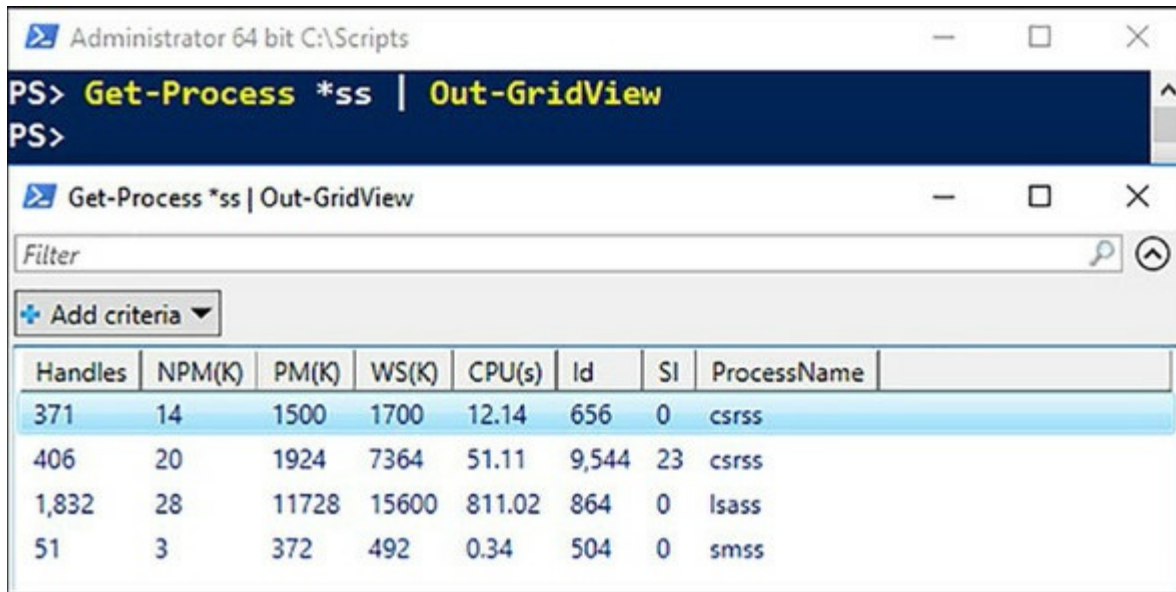 Administrator 64 bit C:\Scripts
PS> Get-Process *ss | Out-GridView
PS>
Get-Process *ss | Out-GridView
Filter
Add criteria
Handles NPM(K) PM(K) WS(K) CPU(s) Id SI ProcessName
371 14 1500 1700 12.14 656 0 csrss
406 20 1924 7364 51.11 9,544 23 csrss
1,832 28 11728 15600 811.02 864 0 lsass
51 3 372 492 0.34 504 0 smss